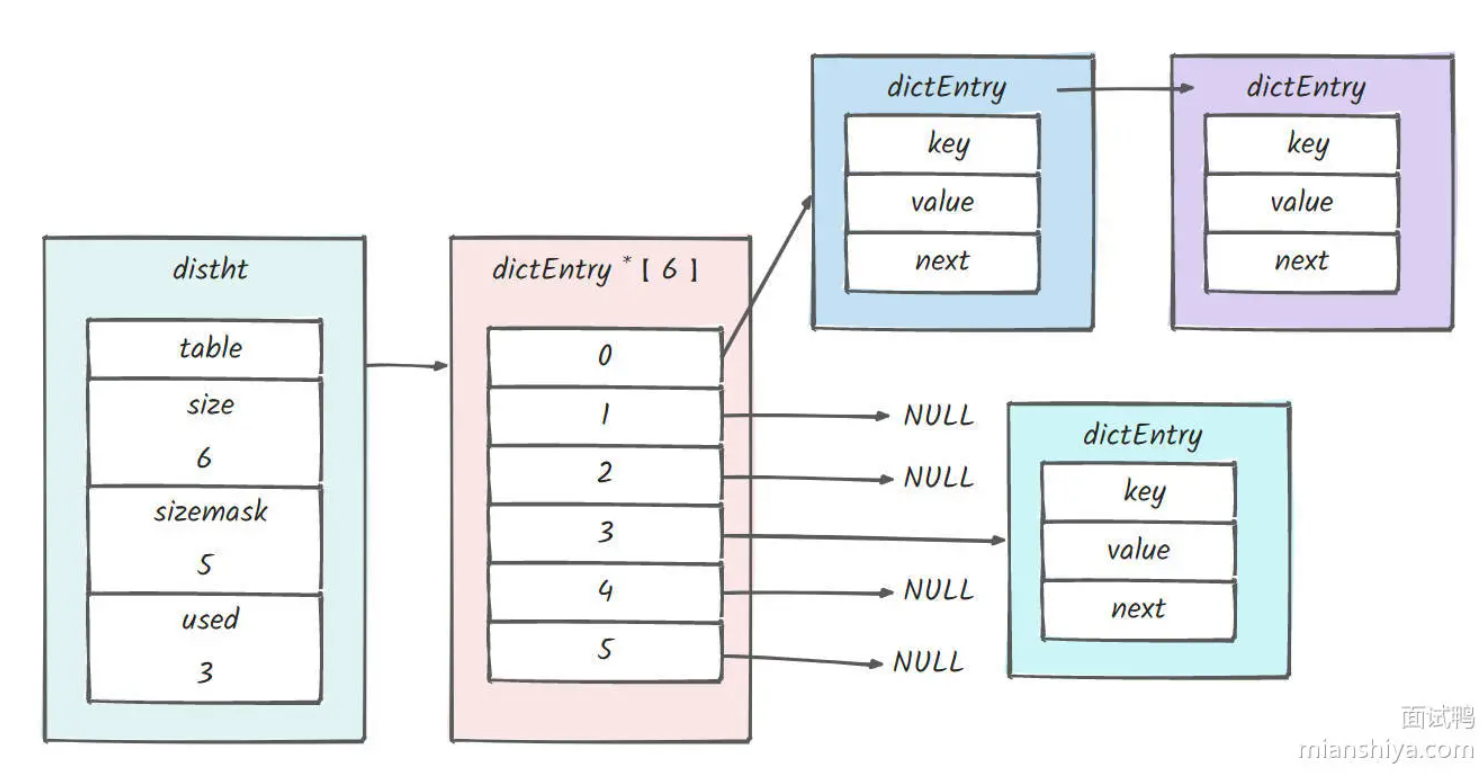 distht
table
size
6
sizemask
5
used
3
dictEntry *[ 6 ]
0
1
2
3
4
5
NULL
NULL
NULL
NULL
dictEntry
key
value
next
dictEntry
key
value
next
dictEntry
key
value
next
面试鸭
mianshiya.com